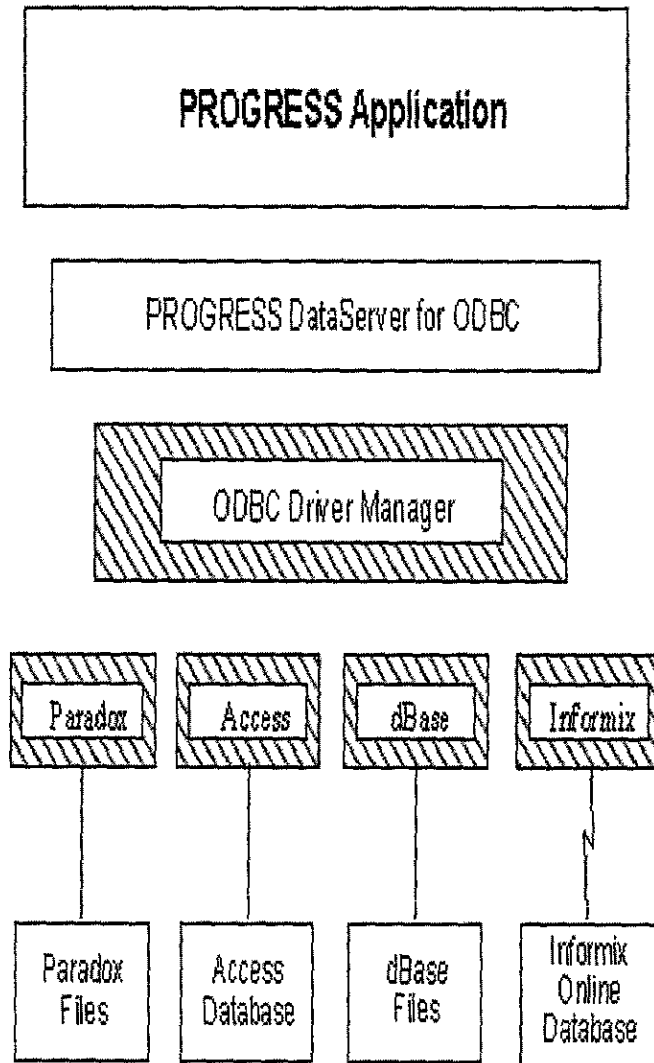 PROGRESS Application
PROGRESS DataServer for ODBC
ODBC Driver Manager
Paradox
Access
dBase
Informix
Paradox
Files
Access
Database
dBase
Files
Informix
Online
Database